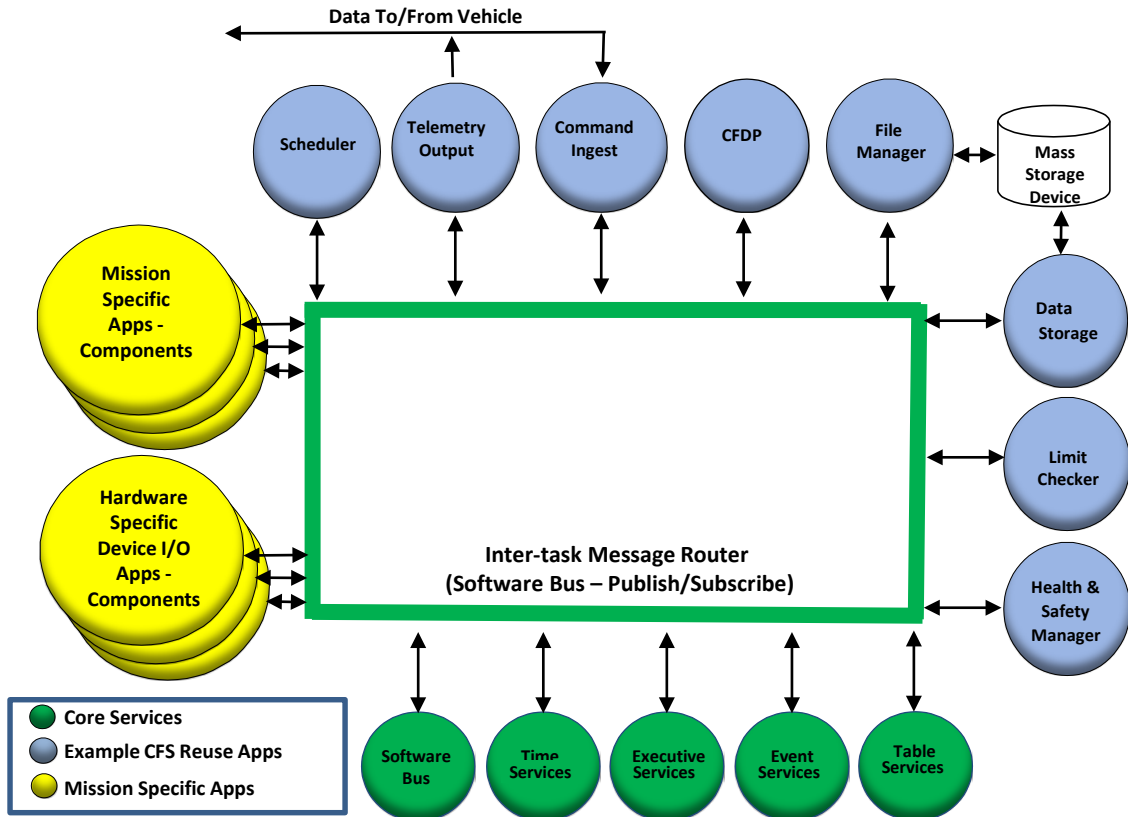 Data To/From Vehicle
Scheduler
Telemetry
Output
Command
Ingest
CFDP
File
Manager
Mass
Storage
Device
Mission
Specific
Apps -
Components
Data
Storage
Limit
Checker
Hardware
Specific
Device I/O
Apps -
Components
Inter-task Message Router
(Software Bus – Publish/Subscribe)
Health &
Safety
Manager
Core Services
Example CFS Reuse Apps
Mission Specific Apps
Software
Bus
Time
Services
Executive
Services
Event
Services
Table
Services